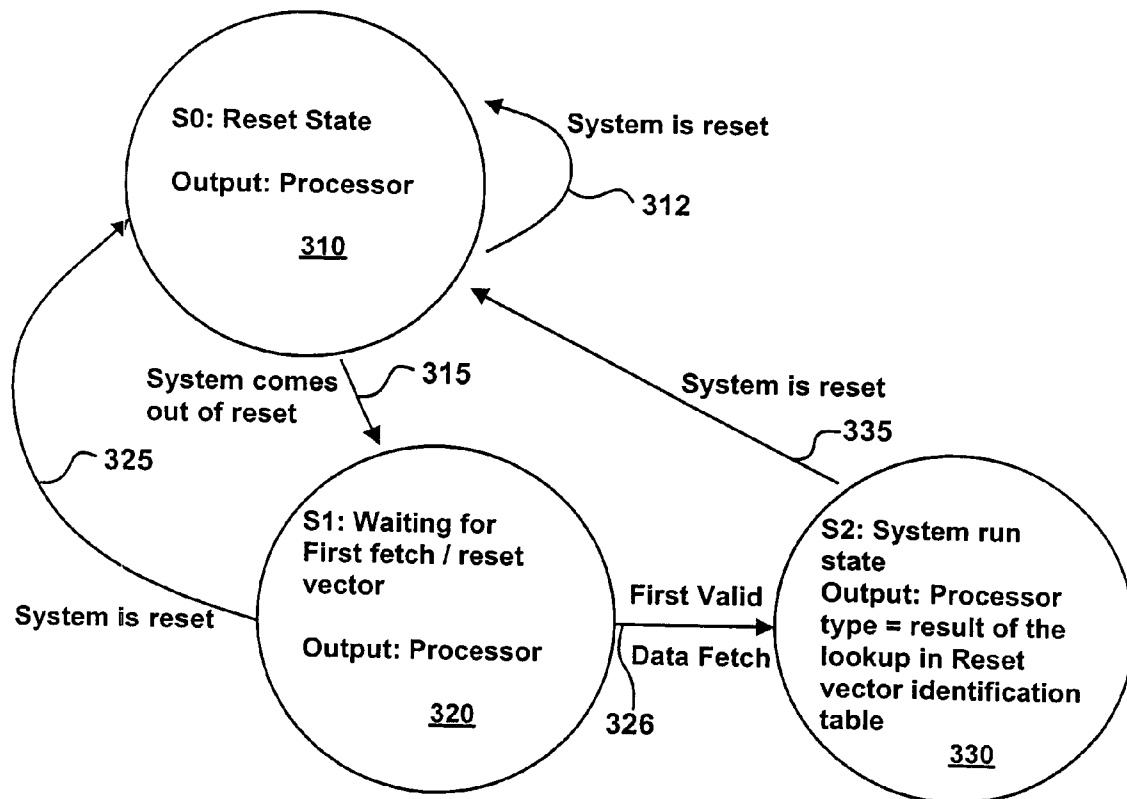 S0: Reset State
Output: Processor
310
System is reset
312
System comes
out of reset
315
System is reset
335
325
S1: Waiting for
First fetch / reset
vector
Output: Processor
320
System is reset
First Valid
Data Fetch
326
S2: System run
state
Output: Processor
type = result of the
lookup in Reset
vector identification
table
330